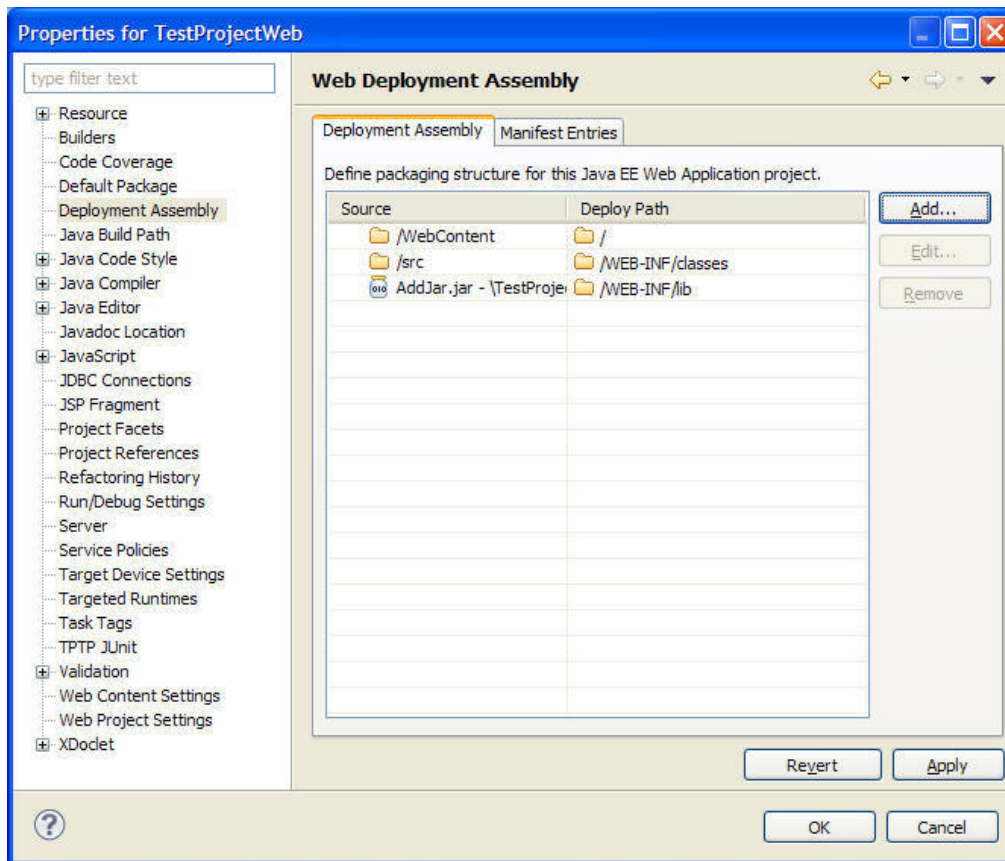 Properties for TestProjectWeb
type filter text
Resource
Builders
Code Coverage
Default Package
Deployment Assembly
Java Build Path
Java Code Style
Java Compiler
Java Editor
Javadoc Location
JavaScript
JDBC Connections
JSP Fragment
Project Facets
Project References
Refactoring History
Run/Debug Settings
Server
Service Policies
Target Device Settings
Targeted Runtimes
Task Tags
TPTP JUnit
Validation
Web Content Settings
Web Project Settings
XDoclet
Web Deployment Assembly
Deployment Assembly Manifest Entries
Define packaging structure for this Java EE Web Application project.
Source Deploy Path
/WebContent /
/src /WEB-INF/classes
AddJar.jar - \TestProje /WEB-INF/lib
Add...
Edit...
Remove
Revert Apply
OK Cancel